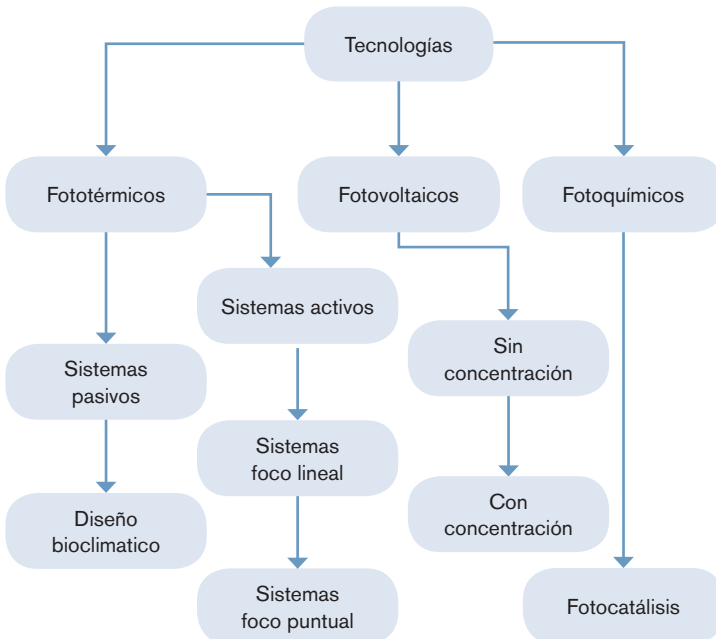 Tecnologías
Fototérmicos
Fotovoltaicos
Fotoquímicos
Sistemas activos
Sistemas
pasivos
Sin
concentración
Sistemas
foco lineal
Diseño
bioclimatico
Con
concentración
Sistemas
foco puntual
Fotocatálisis